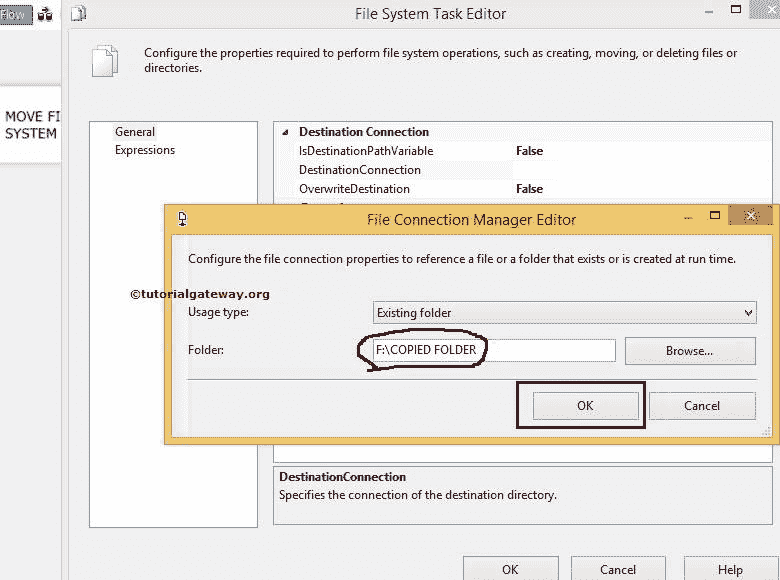 Flow
File System Task Editor
Configure the properties required to perform file system operations, such as creating, moving, or deleting files or
directories.
MOVE FI
SYSTEM
General
Expressions
Destination Connection
IsDestinationPathVariable False
DestinationConnection
OverwriteDestination False
File Connection Manager Editor
Configure the file connection properties to reference a file or a folder that exists or is created at run time.
©tutorialgateway.org
Usage type: Existing folder
Folder: F:\COPIED FOLDER Browse...
OK Cancel
DestinationConnection
Specifies the connection of the destination directory.
OK Cancel Help